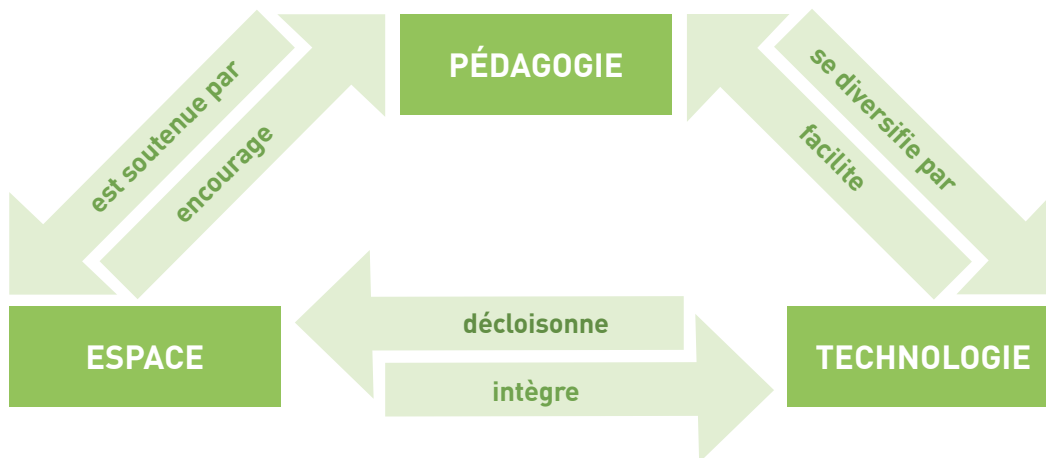 PÉDAGOGIE
est soutenue par
encourage
se diversifie par
facilite
ESPACE
décloisonne
intègre
TECHNOLOGIE